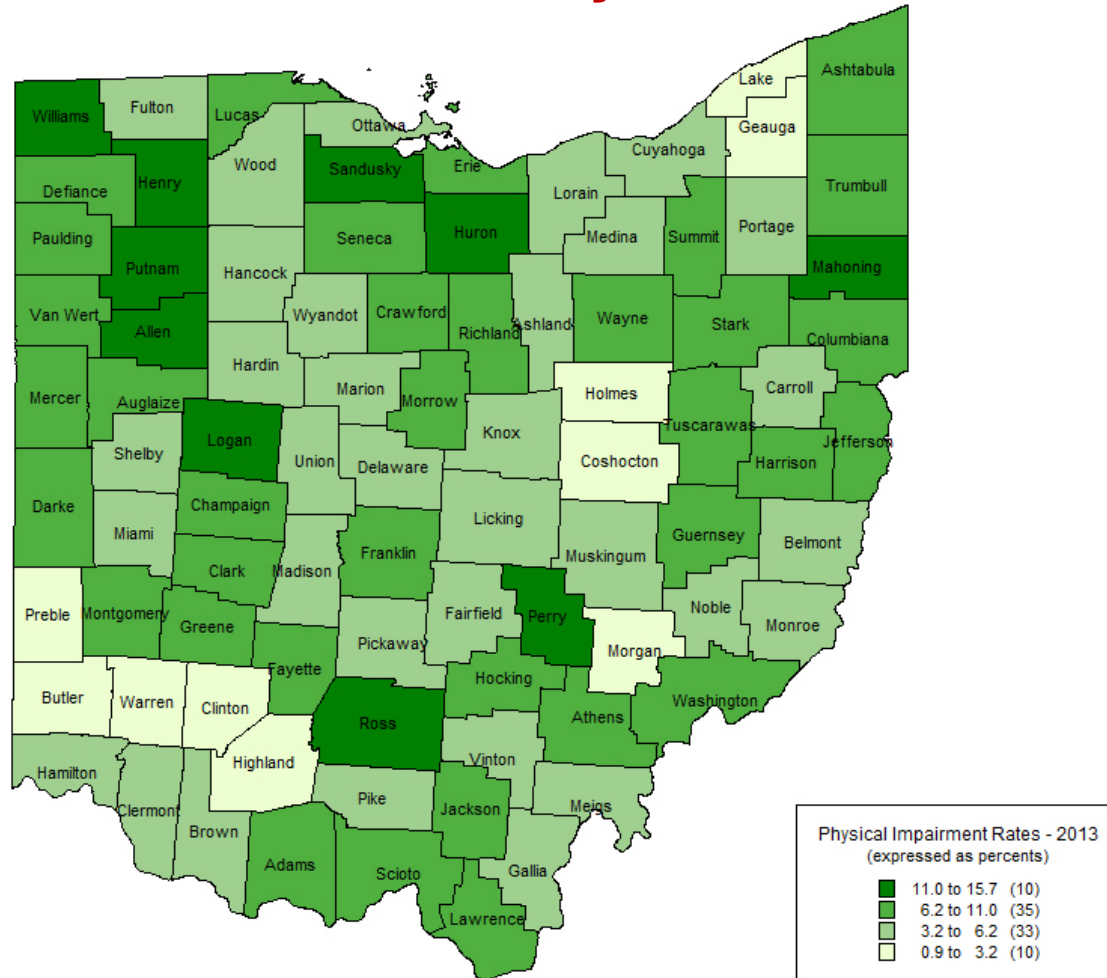 Lake
Ashtabula
Williams
Fulton
Lucas
Ottawa
Geauga
Wood
Cuyahoga
Sandusky
Erie
Henry
Defiance
Lorain
Trumbull
Paulding
Seneca
Huron
Medina
Summit
Portage
Putnam
Hancock
Mahoning
Van Wert
Allen
Wyandot
Crawford
Richland
Ashland
Wayne
Stark
Columbiana
Hardin
Mercer
Auglaize
Marion
Morrow
Holmes
Carroll
Logan
Knox
Tuscarawas
Jefferson
Shelby
Union
Delaware
Coshocton
Harrison
Darke
Champaign
Miami
Licking
Guernsey
Belmont
Franklin
Muskingum
Clark
Madison
Preble
Montgomery
Greene
Fairfield
Perry
Noble
Monroe
Pickaway
Morgan
Fayette
Hocking
Butler
Warren
Clinton
Washington
Ross
Athens
Highland
Vinton
Hamilton
Clermont
Pike
Jackson
Meigs
Brown
Adams
Scioto
Gallia
Lawrence
Physical Impairment Rates - 2013
(expressed as percents)
11.0 to 15.7 (10)
6.2 to 11.0 (35)
3.2 to 6.2 (33)
0.9 to 3.2 (10)